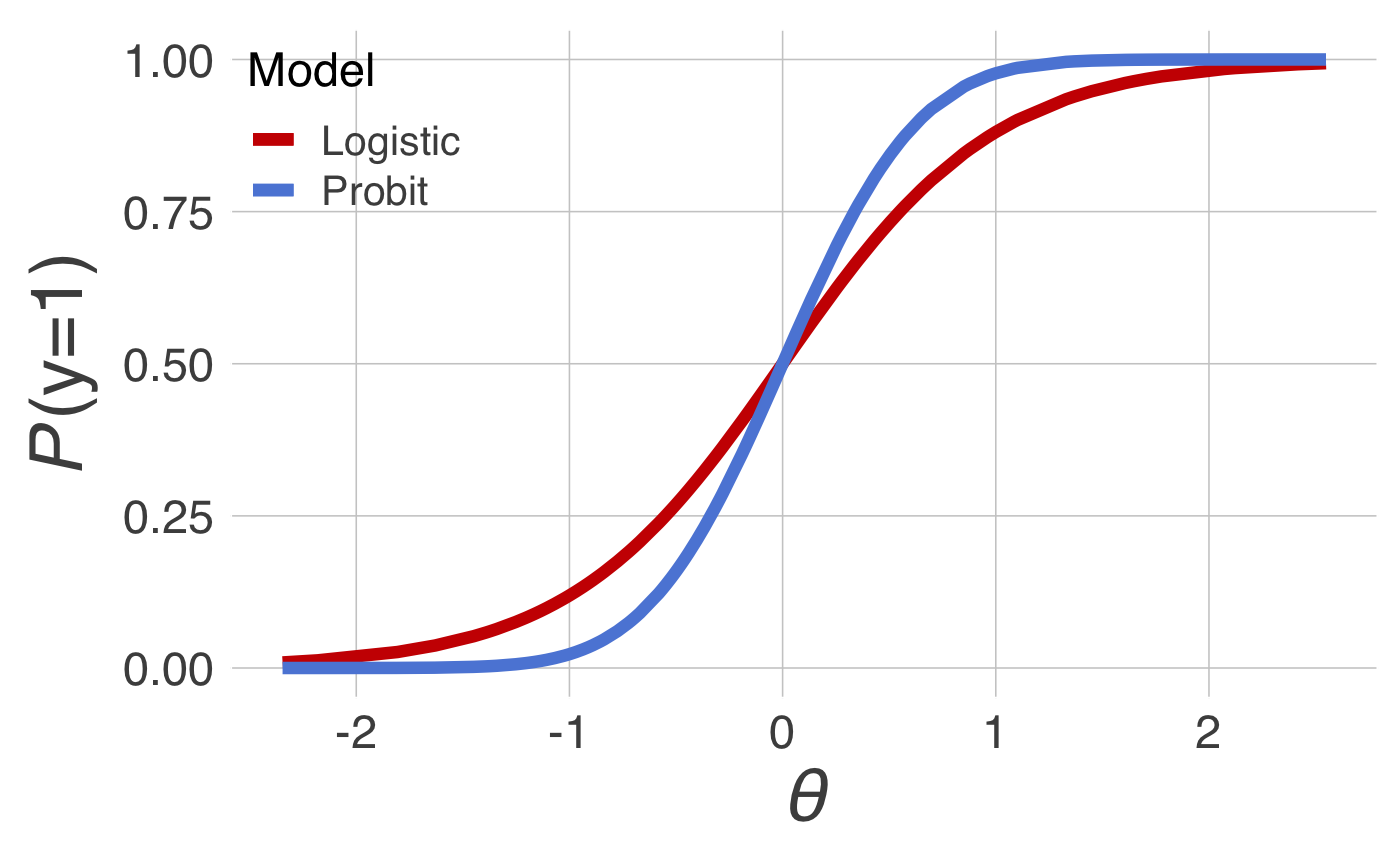 Model
Logistic
Probit
P(y=1)
1.00
0.75
0.50
0.25
0.00
-2 -1 0 1 2
θ